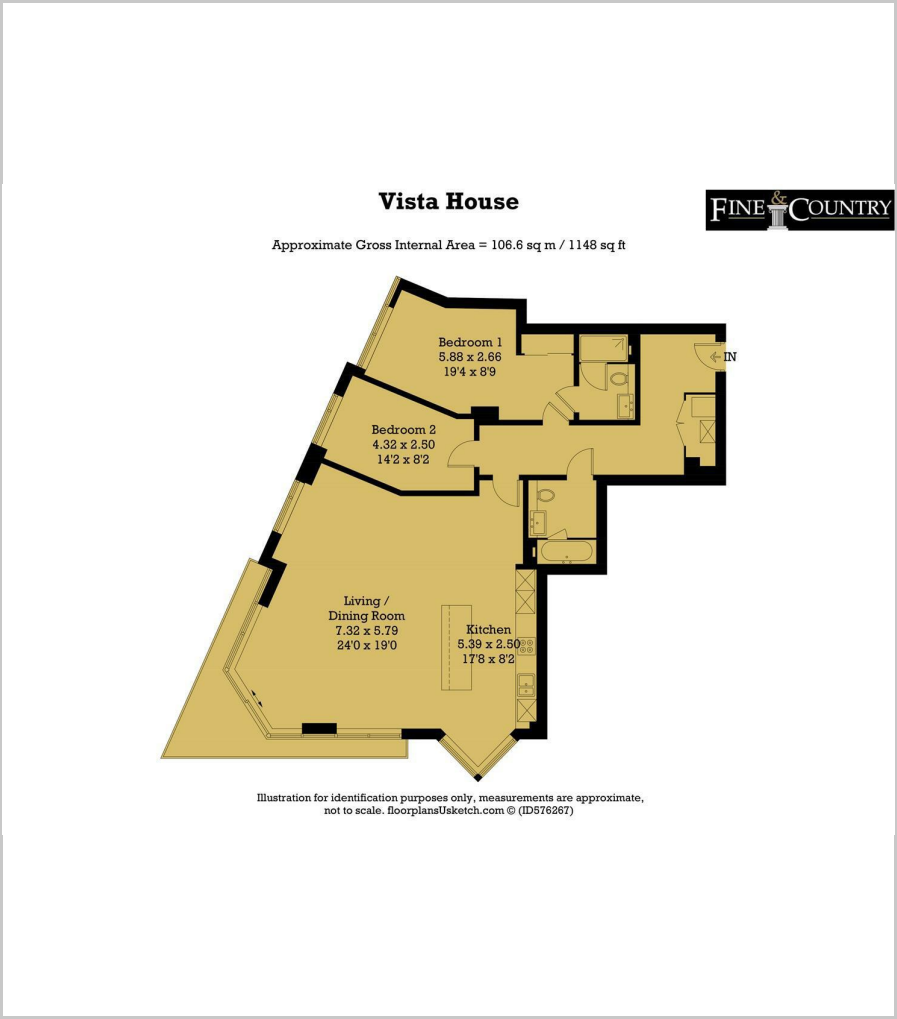 Vista House
FINE & COUNTRY
Approximate Gross Internal Area = 106.6 sq m / 1148 sq ft
Bedroom 1
5.88 x 2.66
19'4 x 8'9
IN
Bedroom 2
4.32 x 2.50
14'2 x 8'2
Living /
Dining Room
7.32 x 5.79
24'0 x 19'0
Kitchen
5.39 x 2.50
17'8 x 8'2
Illustration for identification purposes only, measurements are approximate,
not to scale. floorplansUsketch.com © (ID576267)